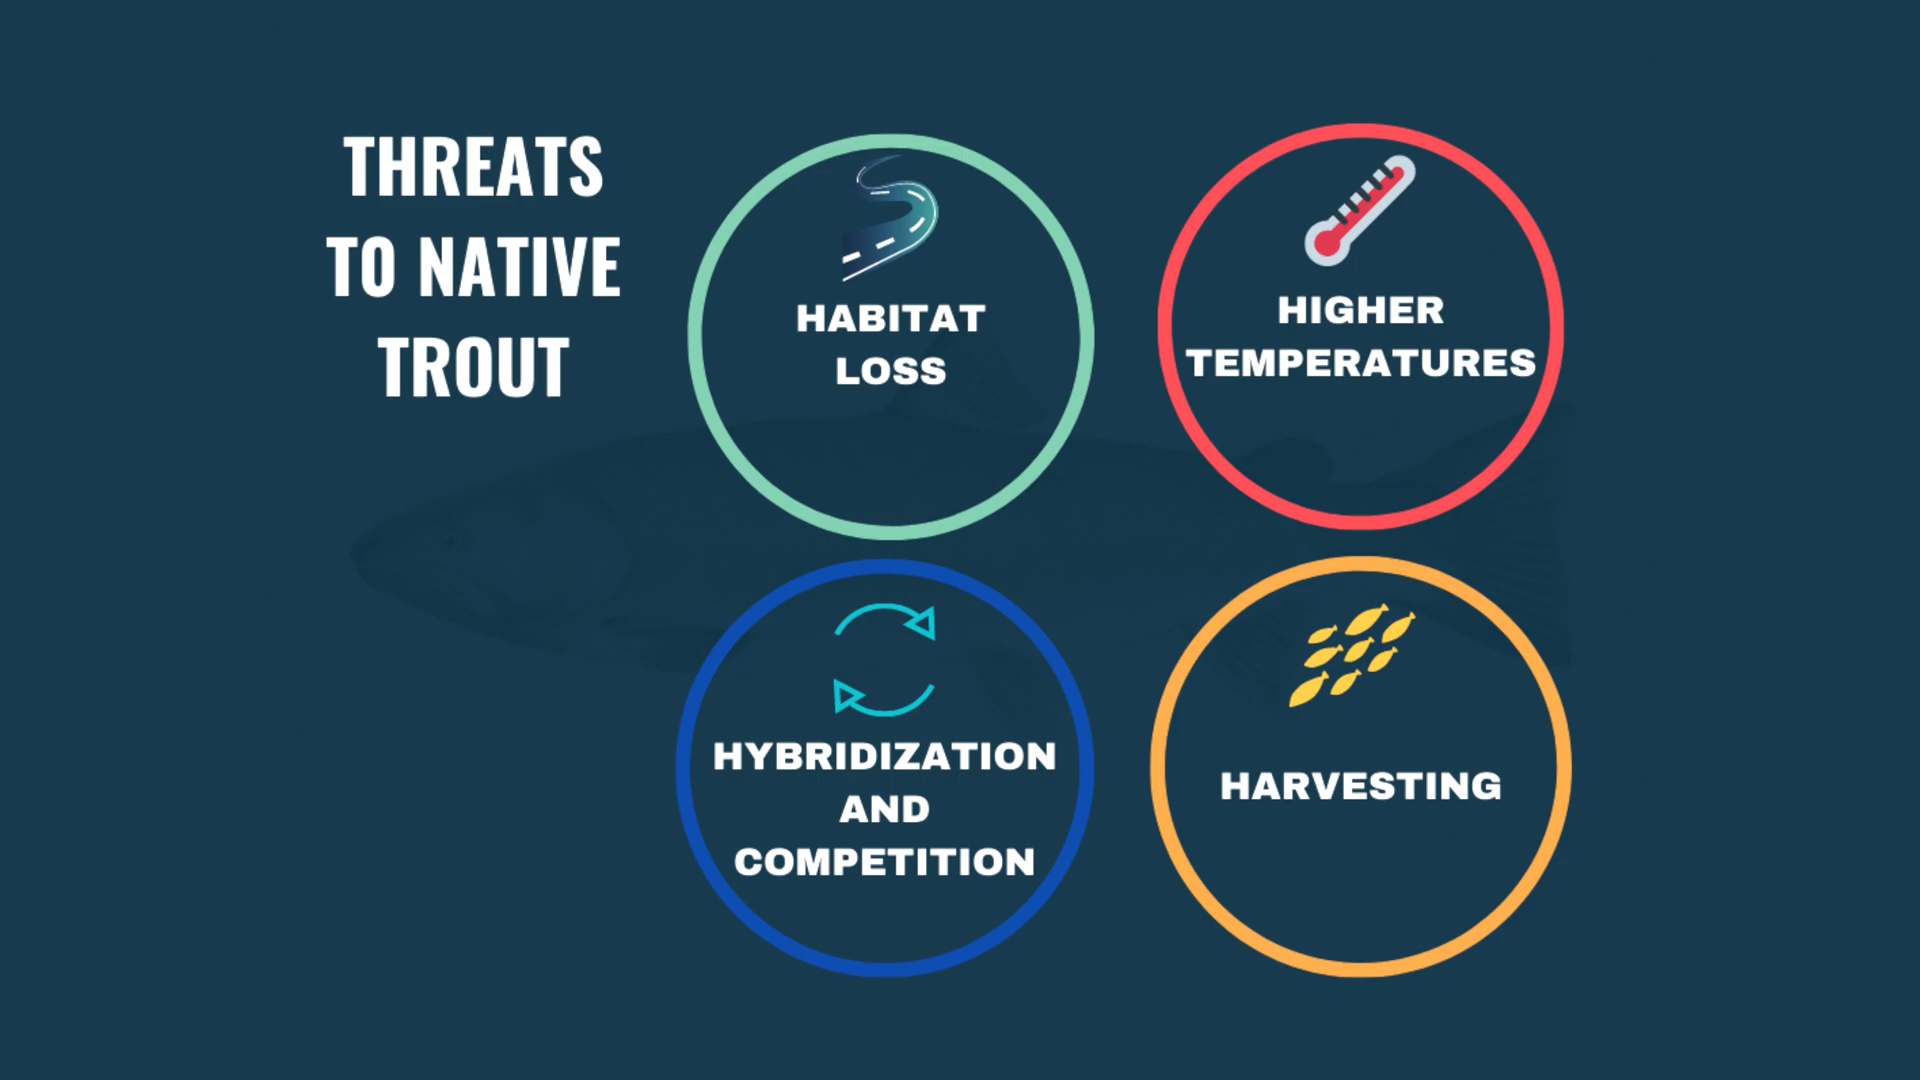 THREATS
TO NATIVE
TROUT
HABITAT
LOSS
HIGHER
TEMPERATURES
HYBRIDIZATION
AND
COMPETITION
HARVESTING